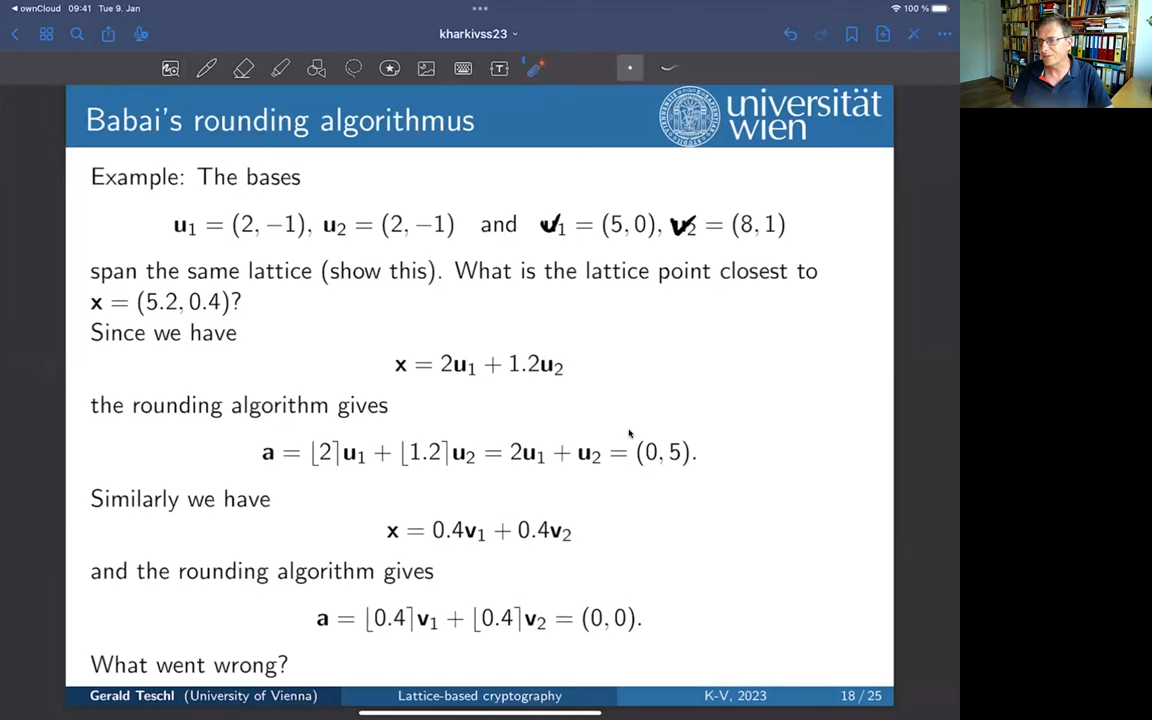 ownCloud 09:41 Tue 9. Jan
100 %
kharkivss23
Babai's rounding algorithmus
universität
wien
Example: The bases
u1 = (2, −1), u2 = (2, −1) and v1 = (5, 0), v2 = (8, 1)
span the same lattice (show this). What is the lattice point closest to
x = (5.2, 0.4)?
Since we have
x = 2u1 + 1.2u2
the rounding algorithm gives
a = ⌊2⌉u1 + ⌊1.2⌉u2 = 2u1 + u2 = (0, 5).
Similarly we have
x = 0.4v1 + 0.4v2
and the rounding algorithm gives
a = ⌊0.4⌉v1 + ⌊0.4⌉v2 = (0, 0).
What went wrong?
Gerald Teschl (University of Vienna) Lattice-based cryptography K-V, 2023 18 / 25